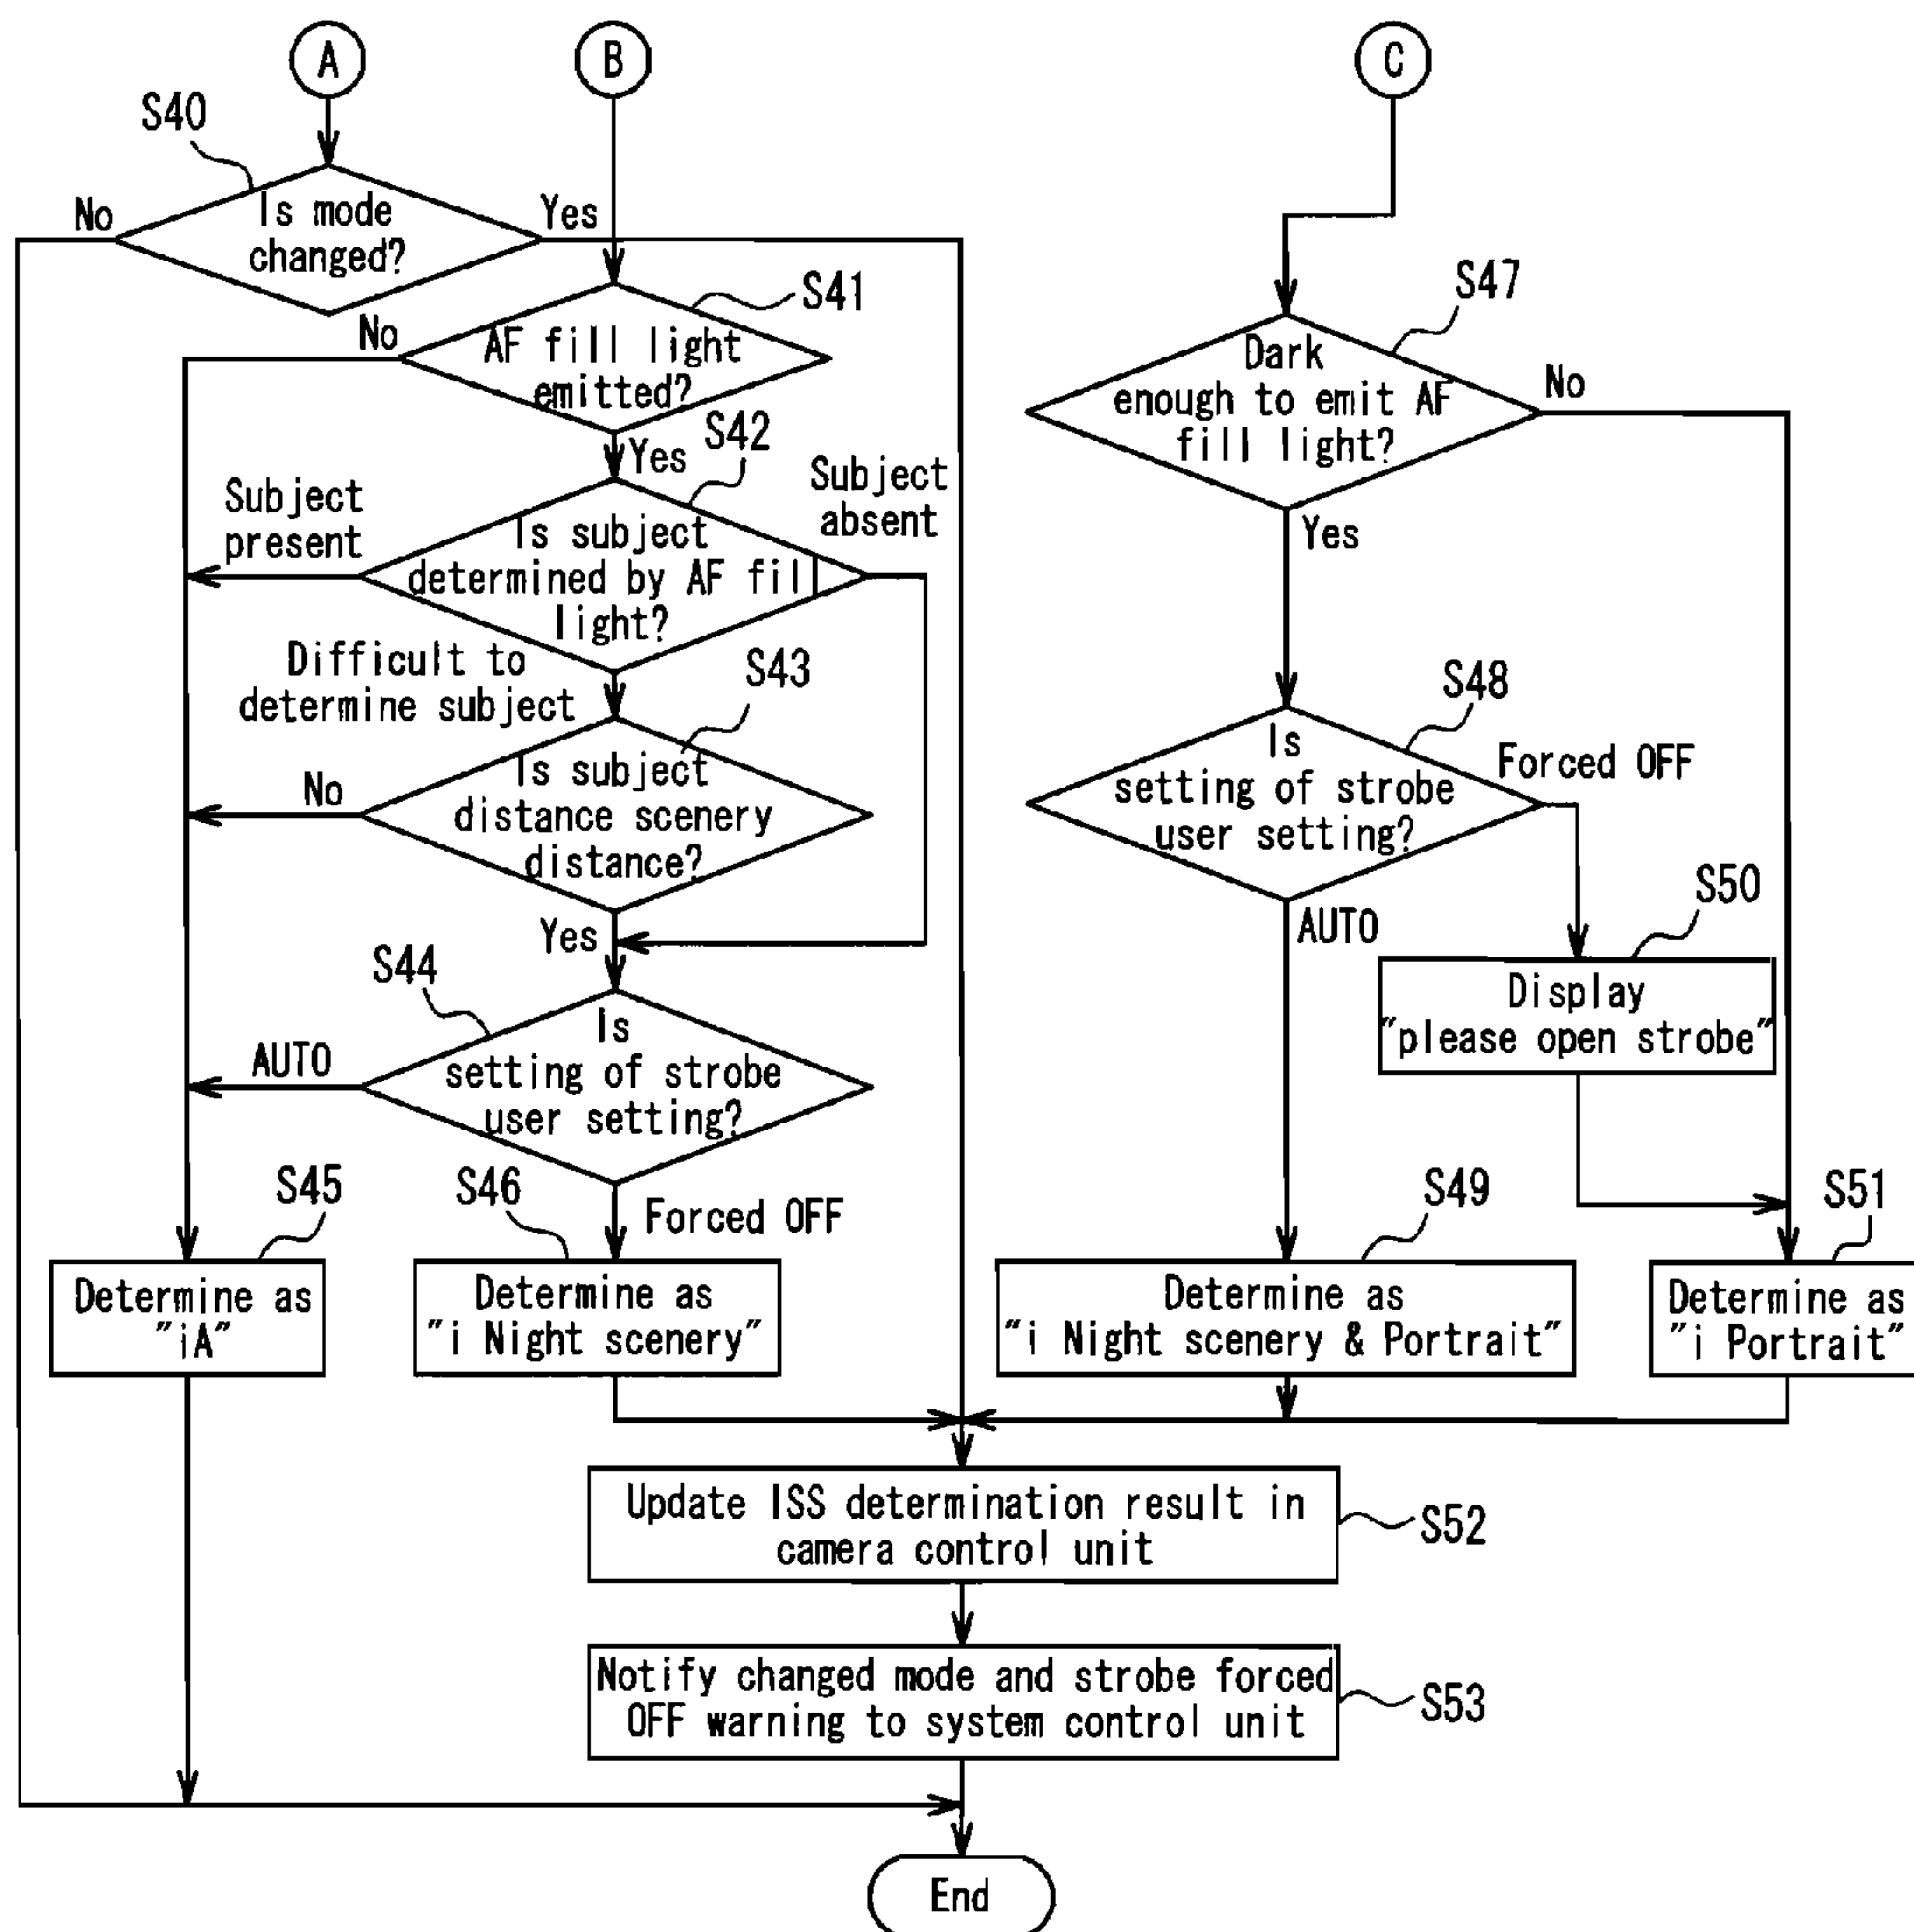 A
B
C
S40
Is mode
changed?
No
Yes
S41
AF fill light
emitted?
No
Yes
S42
Is subject
determined by AF fill
light?
Subject
present
Subject
absent
Difficult to
determine subject
S43
Is subject
distance scenery
distance?
No
Yes
S44
Is
setting of strobe
user setting?
AUTO
Forced OFF
S45
Determine as
"iA"
S46
Determine as
"i Night scenery"
S47
Dark
enough to emit AF
fill light?
No
Yes
S48
Is
setting of strobe
user setting?
Forced OFF
AUTO
S50
Display
"please open strobe"
S49
Determine as
"i Night scenery & Portrait"
S51
Determine as
"i Portrait"
Update ISS determination result in
camera control unit
S52
Notify changed mode and strobe forced
OFF warning to system control unit
S53
End